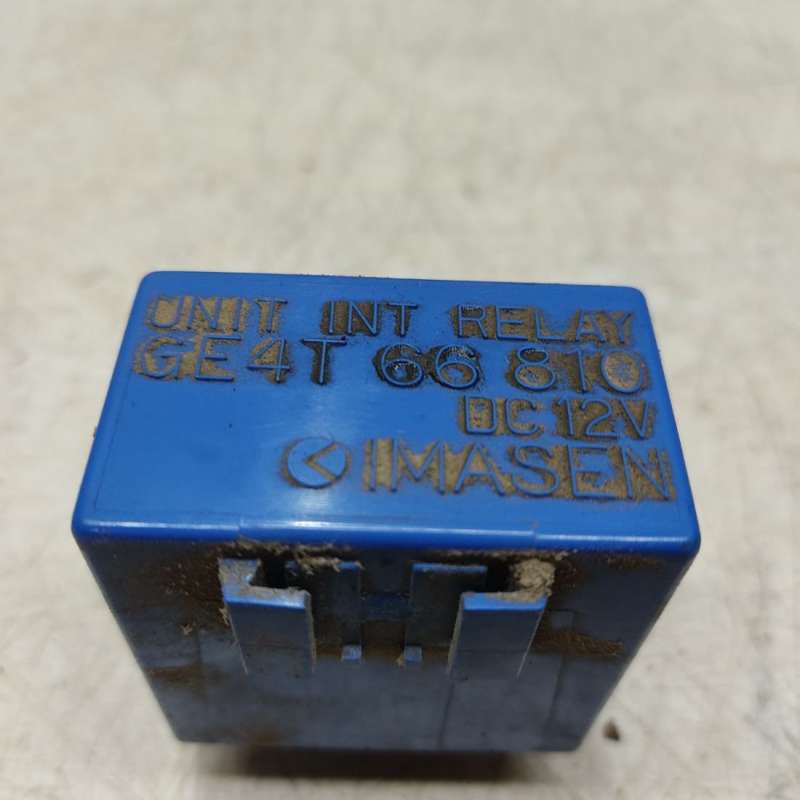 UNIT INT RELAY
GE4T 66 810
DC 12V
IMASEN